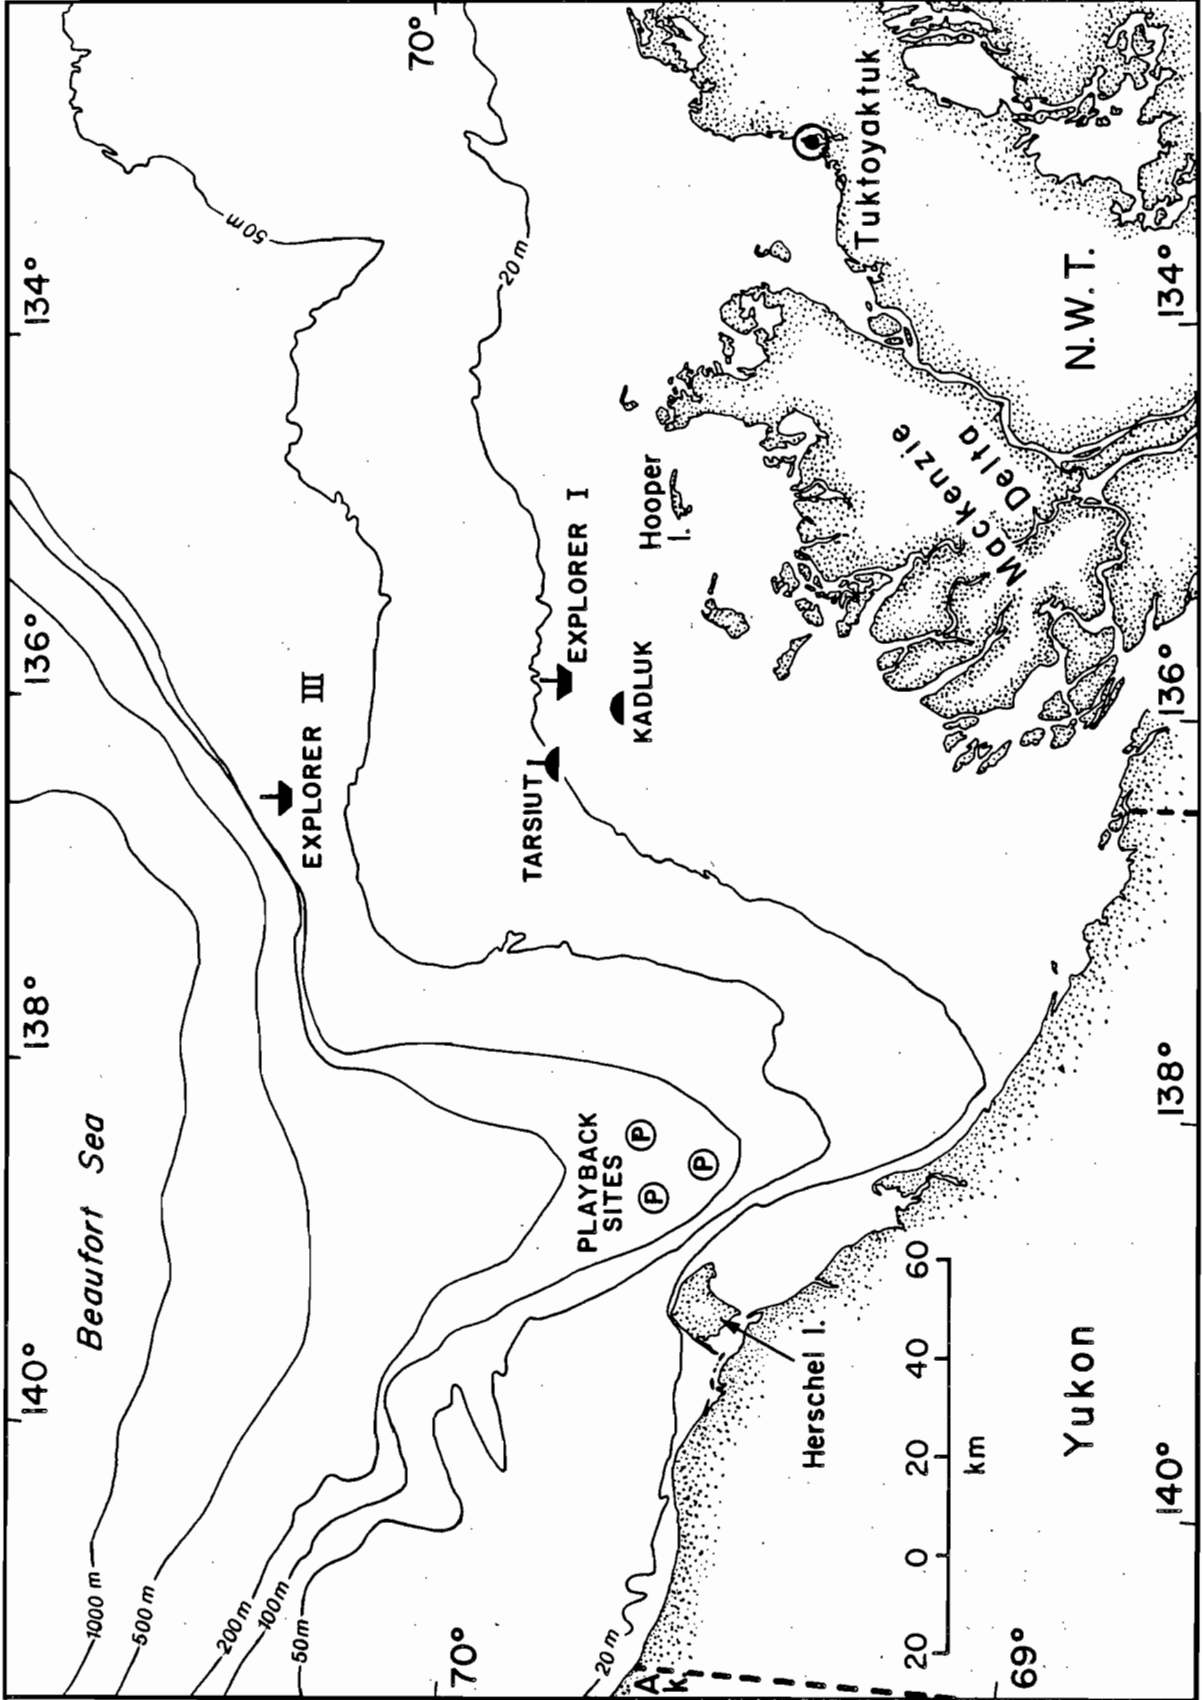 140°
138°
136°
134°
Beaufort Sea
1000 m
500 m
200 m
100m
50m
50 m
EXPLORER III
70°
70°
PLAYBACK
SITES
P
P
P
TARSIUT
EXPLORER I
20 m
20 m
KADLUK
Hooper
I.
Herschel I.
Tuktoyaktuk
Mackenzie
Delta
A
k
20
0
20
40
60
km
69°
Yukon
N.W.T.
140°
138°
136°
134°